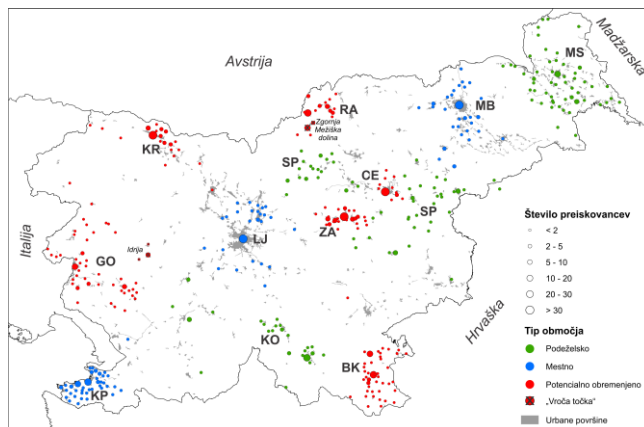 Avstrija
Madžarska
MS
RA
MB
Zgornja
Mežiška
dolina
KR
SP
CE
SP
ZA
LJ
Italija
Idrija
GO
Hrvaška
KO
BK
KP
Število preiskovancev
< 2
2 - 5
5 - 10
10 - 20
20 - 30
> 30
Tip območja
Podeželsko
Mestno
Potencialno obremenjeno
„Vroča točka“
Urbane površine